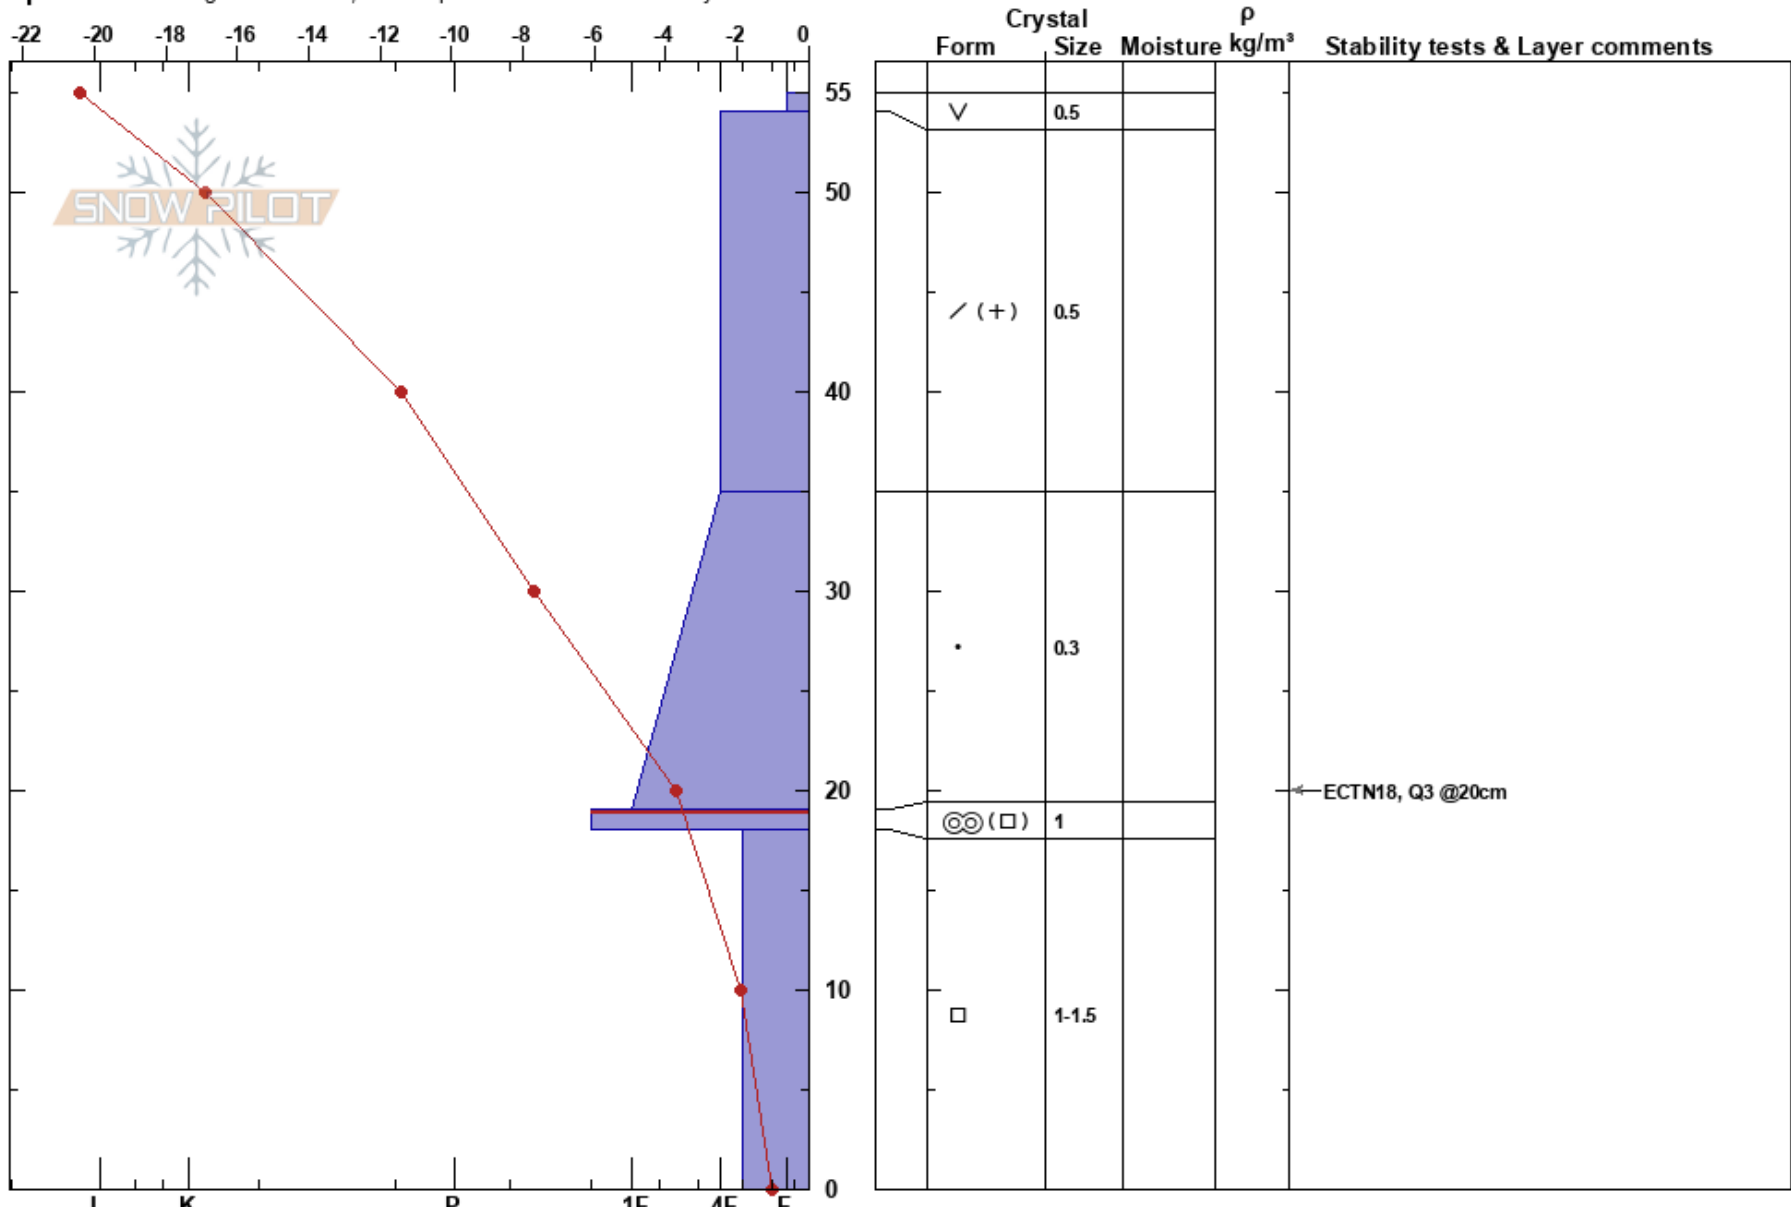 Crystal ρ
-22 -20 -18 -16 -14 -12 -10 -8 -6 -4 -2 0 Form Size Moisture kg/m³ Stability tests & Layer comments
55
0.5
SNOW PILOT
50
(+) 0.5
40
30
0.3
20 ECTN18, Q3 @20cm
1
10
1-1.5
0